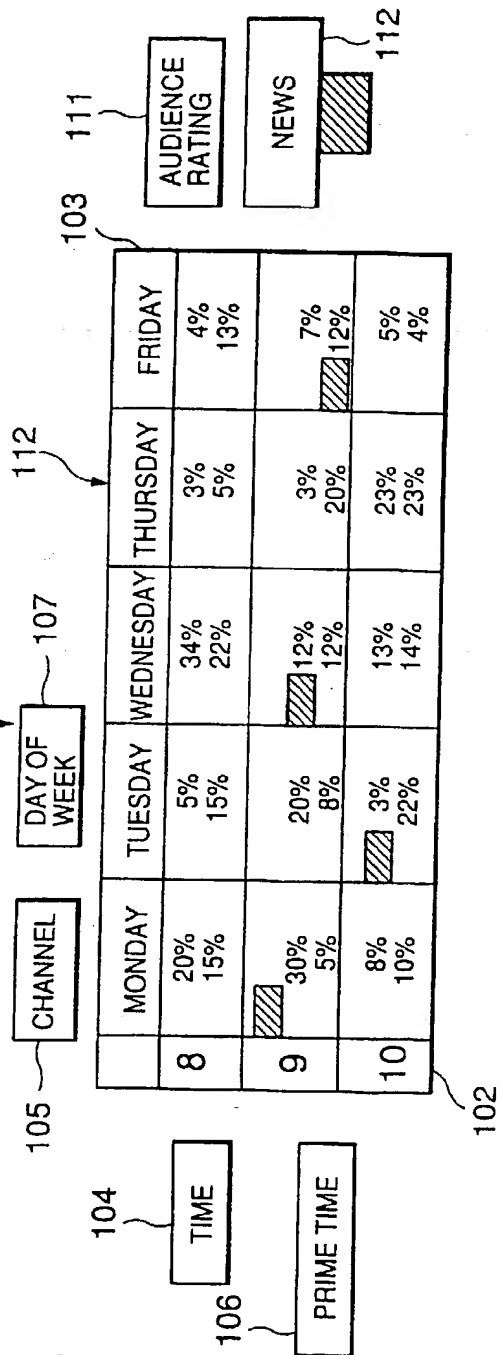 112
107
111
103
112
CHANNEL
105
DAY OF
WEEK
AUDIENCE
RATING
NEWS
104
TIME
106
PRIME TIME
102
MONDAY TUESDAY WEDNESDAY THURSDAY FRIDAY
8 20% 5% 34% 3% 4%
15% 15% 22% 5% 13%
9 30% 20% 12% 3% 7%
5% 8% 12% 20% 12%
10 8% 3% 13% 23% 5%
10% 22% 14% 23% 4%